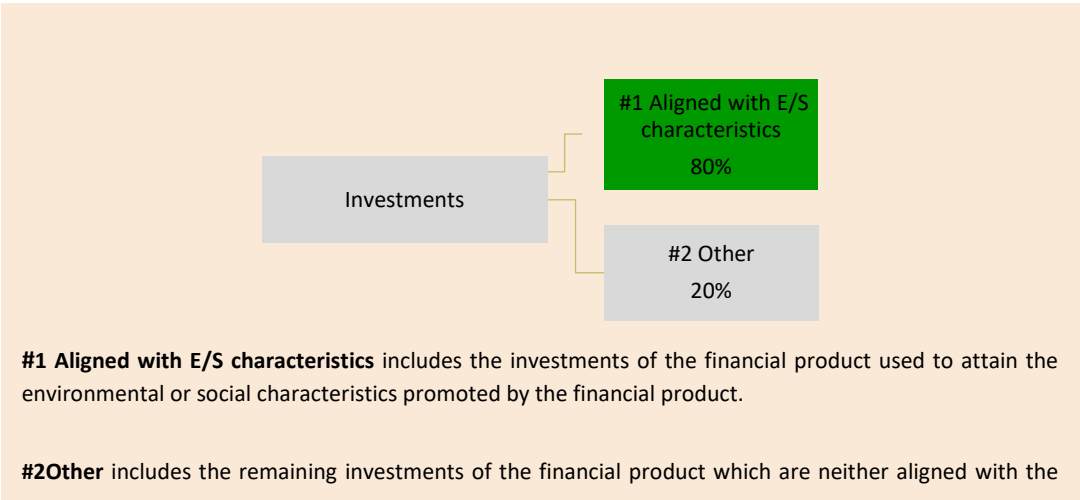 #1 Aligned with E/S
characteristics
80%
Investments
#2 Other
20%
#1 Aligned with E/S characteristics includes the investments of the financial product used to attain the
environmental or social characteristics promoted by the financial product.
#2Other includes the remaining investments of the financial product which are neither aligned with the